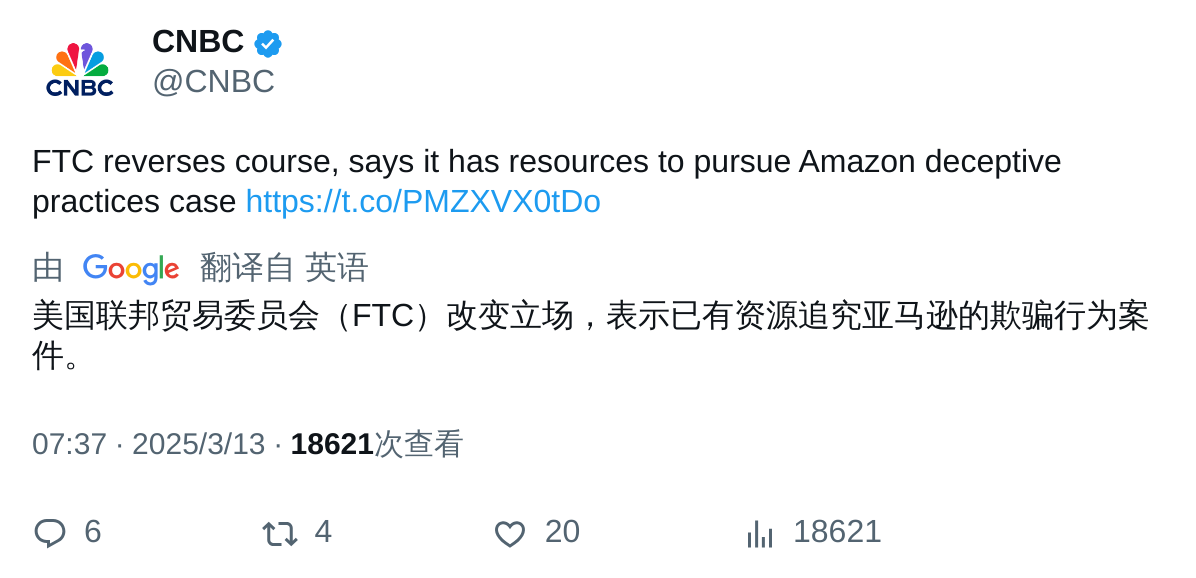 CNBC
CNBC
@CNBC
FTC reverses course, says it has resources to pursue Amazon deceptive
practices case https://t.co/PMZXVX0tDo
由 Google 翻译自 英语
美国联邦贸易委员会（FTC）改变立场，表示已有资源追究亚马逊的欺骗行为案
件。
07:37 · 2025/3/13 · 18621次查看
6 4 20 18621